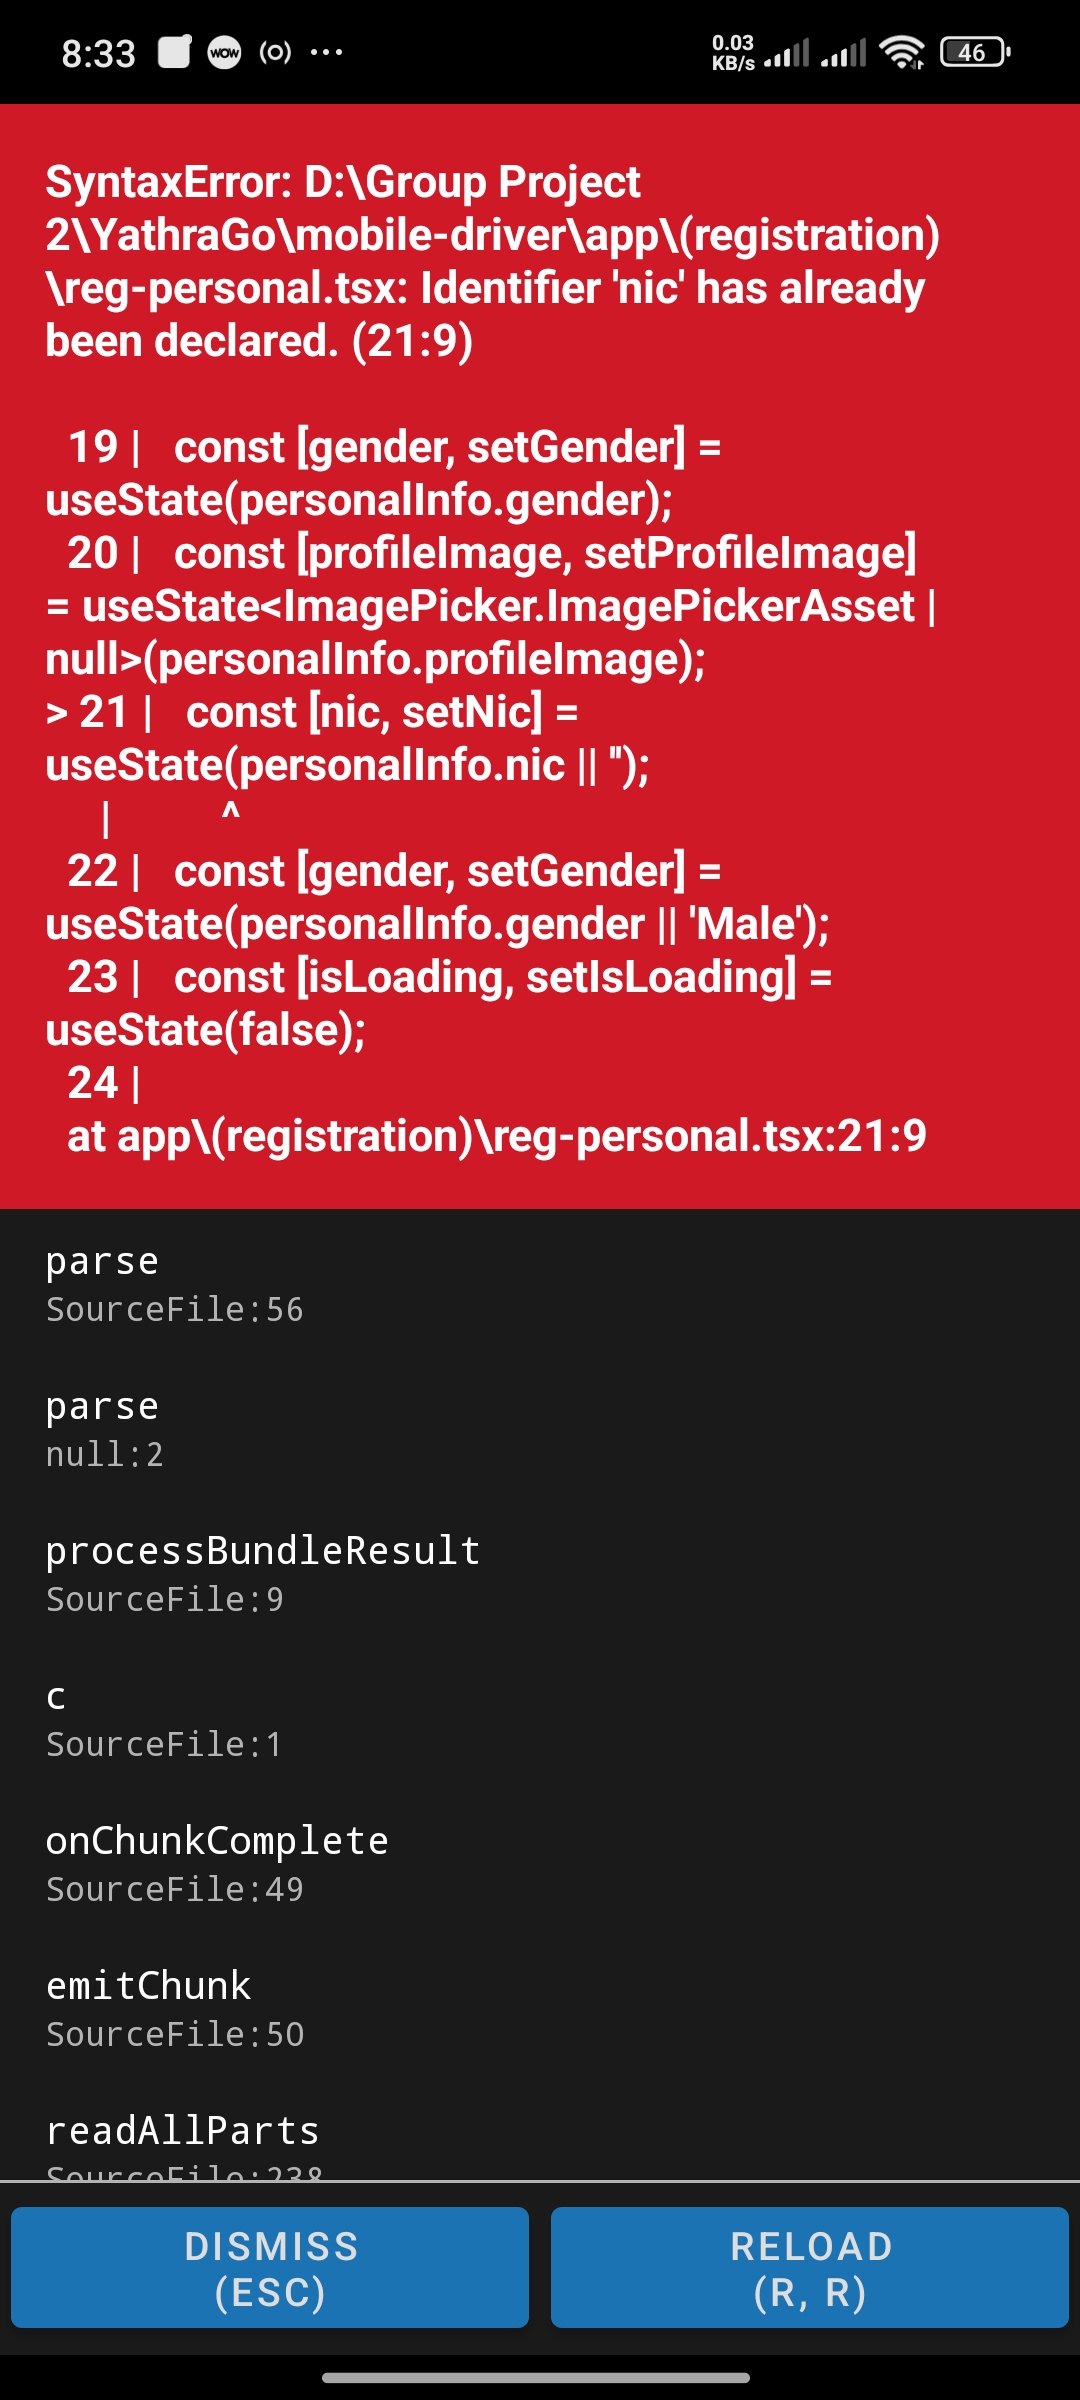 8:33
WOW
0.03
KB/s
46
SyntaxError: D:\Group Project
2\YathraGo\mobile-driver\app\(registration)
\reg-personal.tsx: Identifier 'nic' has already
been declared. (21:9)
19 | const [gender, setGender] =
useState(personalInfo.gender);
20 | const [profileImage, setProfileImage]
= useState<ImagePicker.ImagePickerAsset |
null>(personalInfo.profileImage);
> 21 | const [nic, setNic] =
useState(personalInfo.nic || '');
| ^
22 | const [gender, setGender] =
useState(personalInfo.gender || 'Male');
23 | const [isLoading, setIsLoading] =
useState(false);
24 |
at app\(registration)\reg-personal.tsx:21:9
parse
SourceFile:56
parse
null:2
processBundleResult
SourceFile:9
c
SourceFile:1
onChunkComplete
SourceFile:49
emitChunk
SourceFile:50
readAllParts
SourceFile:238
DISMISS
(ESC)
RELOAD
(R, R)